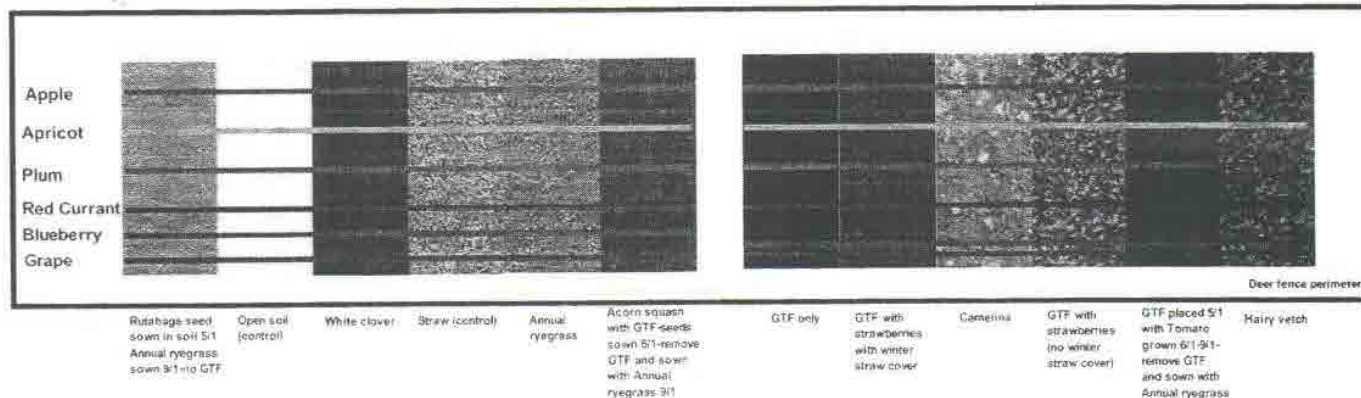 Apple
Apricot
Plum
Red Currant
Blueberry
Grape
Deer fence perimeter
Rutabage seed
sown in soil 5/1
Annual ryegrass
sown 9/1-no GTF
Open soil
(control)
White clover
Straw (control)
Annual
ryegrass
Acorn squash
with GTF-seeds
sown 6/1-remove
GTF and sown
with Annual
ryegrass 9/1
GTF only
GTF with
strawberries
with winter
straw cover
Camerina
GTF with
strawberries
(no winter
straw cover)
GTF placed 5/1
with Tomato
grown 6/1-9/1-
remove GTF
and sown with
Annual ryegrass
Hairy vetch